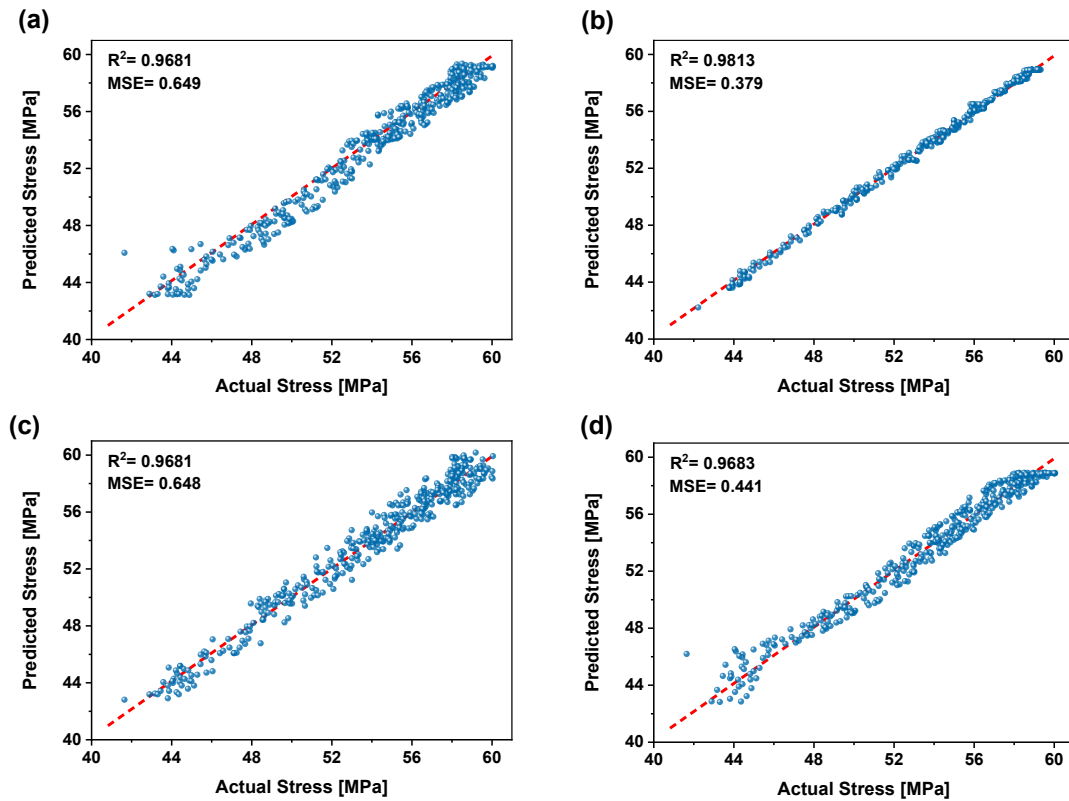 (a)
R²= 0.9681
MSE= 0.649
Predicted Stress [MPa]
60
56
52
48
44
40
40 44 48 52 56 60
Actual Stress [MPa]
(b)
R²= 0.9813
MSE= 0.379
Predicted Stress [MPa]
60
56
52
48
44
40
40 44 48 52 56 60
Actual Stress [MPa]
(c)
R²= 0.9681
MSE= 0.648
Predicted Stress [MPa]
60
56
52
48
44
40
40 44 48 52 56 60
Actual Stress [MPa]
(d)
R²= 0.9683
MSE= 0.441
Predicted Stress [MPa]
60
56
52
48
44
40
40 44 48 52 56 60
Actual Stress [MPa]